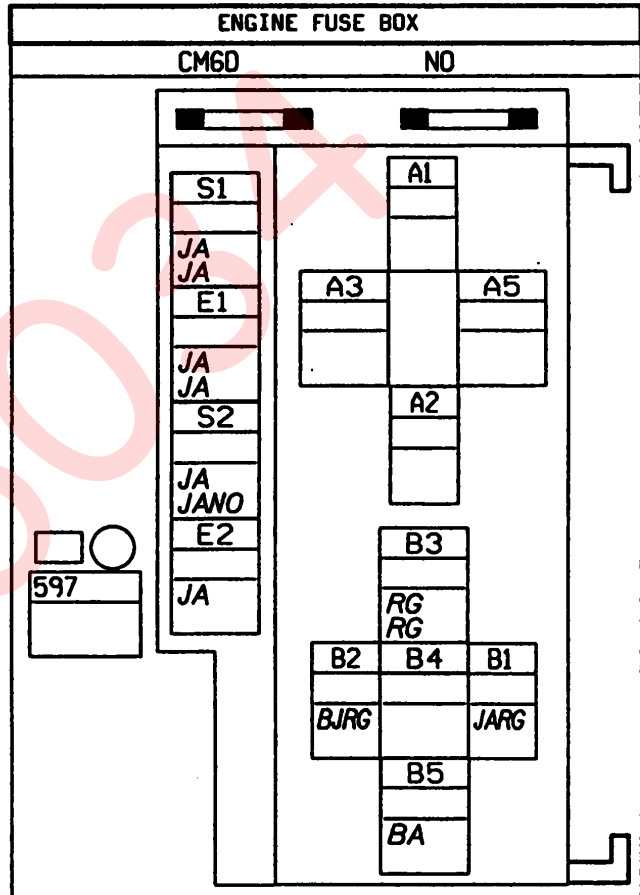 ENGINE FUSE BOX
CM6D NO
S1
JA
JA
E1
JA
JA
S2
JA
JANO
E2
JA
597
A1
A3 A5
A2
B3
RG
RG
B2 B4 B1
BJRG JARG
B5
BA